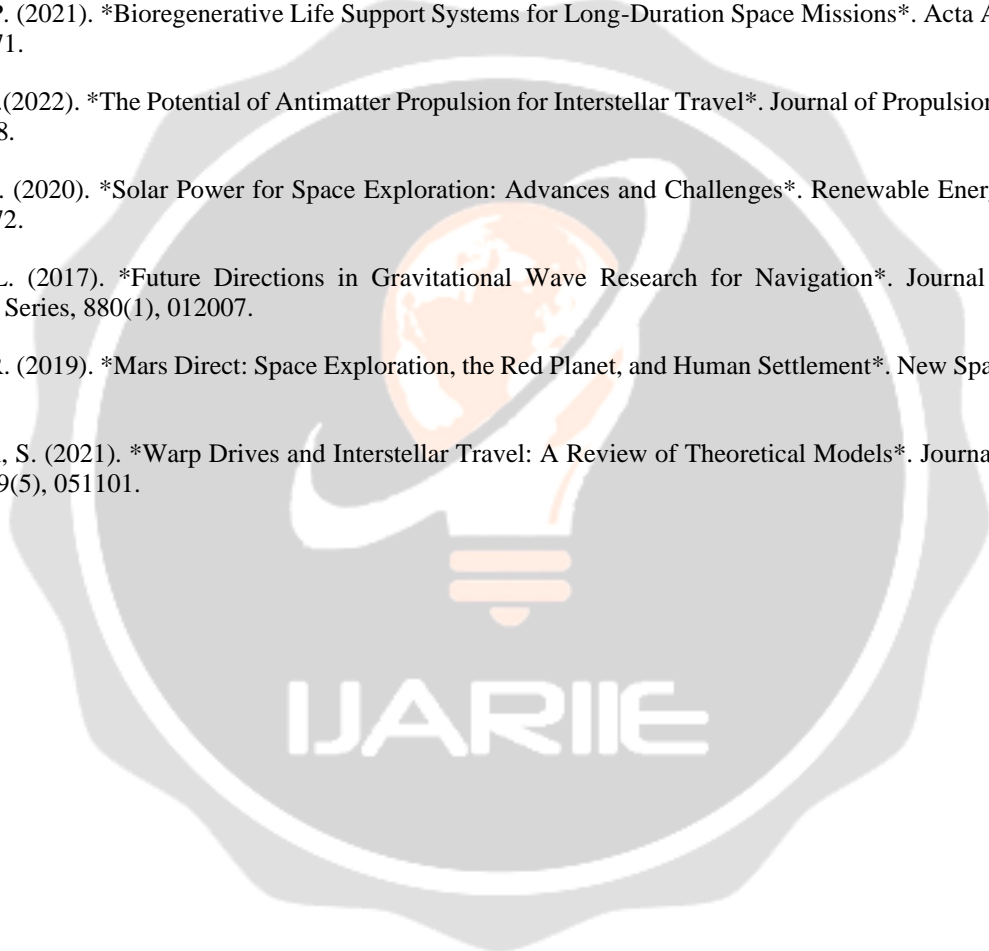 P. (2021). *Bioregenerative Life Support Systems for Long-Duration Space Missions*. Acta A
71.
.(2022). *The Potential of Antimatter Propulsion for Interstellar Travel*. Journal of Propulsion
8.
. (2020). *Solar Power for Space Exploration: Advances and Challenges*. Renewable Energ
72.
L. (2017). *Future Directions in Gravitational Wave Research for Navigation*. Journal
Series, 880(1), 012007.
R. (2019). *Mars Direct: Space Exploration, the Red Planet, and Human Settlement*. New Spa
, S. (2021). *Warp Drives and Interstellar Travel: A Review of Theoretical Models*. Journa
9(5), 051101.
IJARIIE